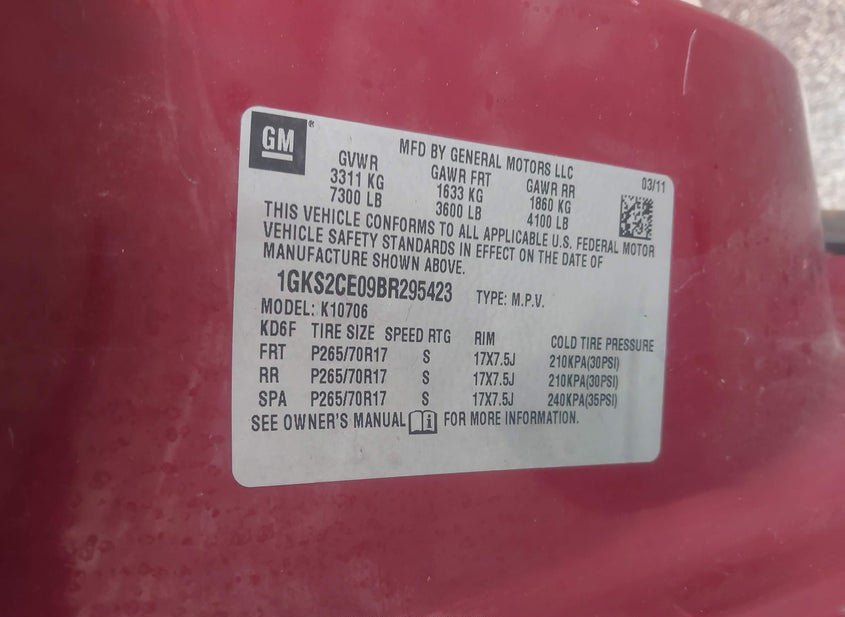 GM®
MFD BY GENERAL MOTORS LLC
03/11
GVWR GAWR FRT GAWR RR
3311 KG 1633 KG 1860 KG
7300 LB 3600 LB 4100 LB
THIS VEHICLE CONFORMS TO ALL APPLICABLE U.S. FEDERAL MOTOR
VEHICLE SAFETY STANDARDS IN EFFECT ON THE DATE OF
MANUFACTURE SHOWN ABOVE.
1GKS2CE09BR295423 TYPE: M.P.V.
MODEL: K10706
KD6F TIRE SIZE SPEED RTG RIM COLD TIRE PRESSURE
FRT P265/70R17 S 17X7.5J 210KPA(30PSI)
RR P265/70R17 S 17X7.5J 210KPA(30PSI)
SPA P265/70R17 S 17X7.5J 240KPA(35PSI)
SEE OWNER'S MANUAL i FOR MORE INFORMATION.